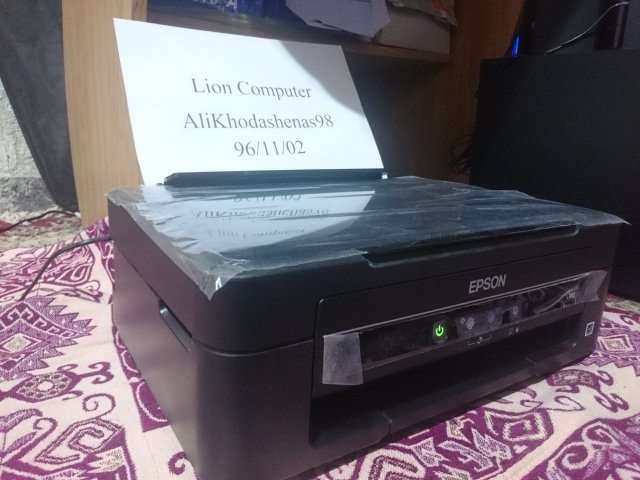 Lion Computer
AliKhodashenas98
96/11/02
EPSON